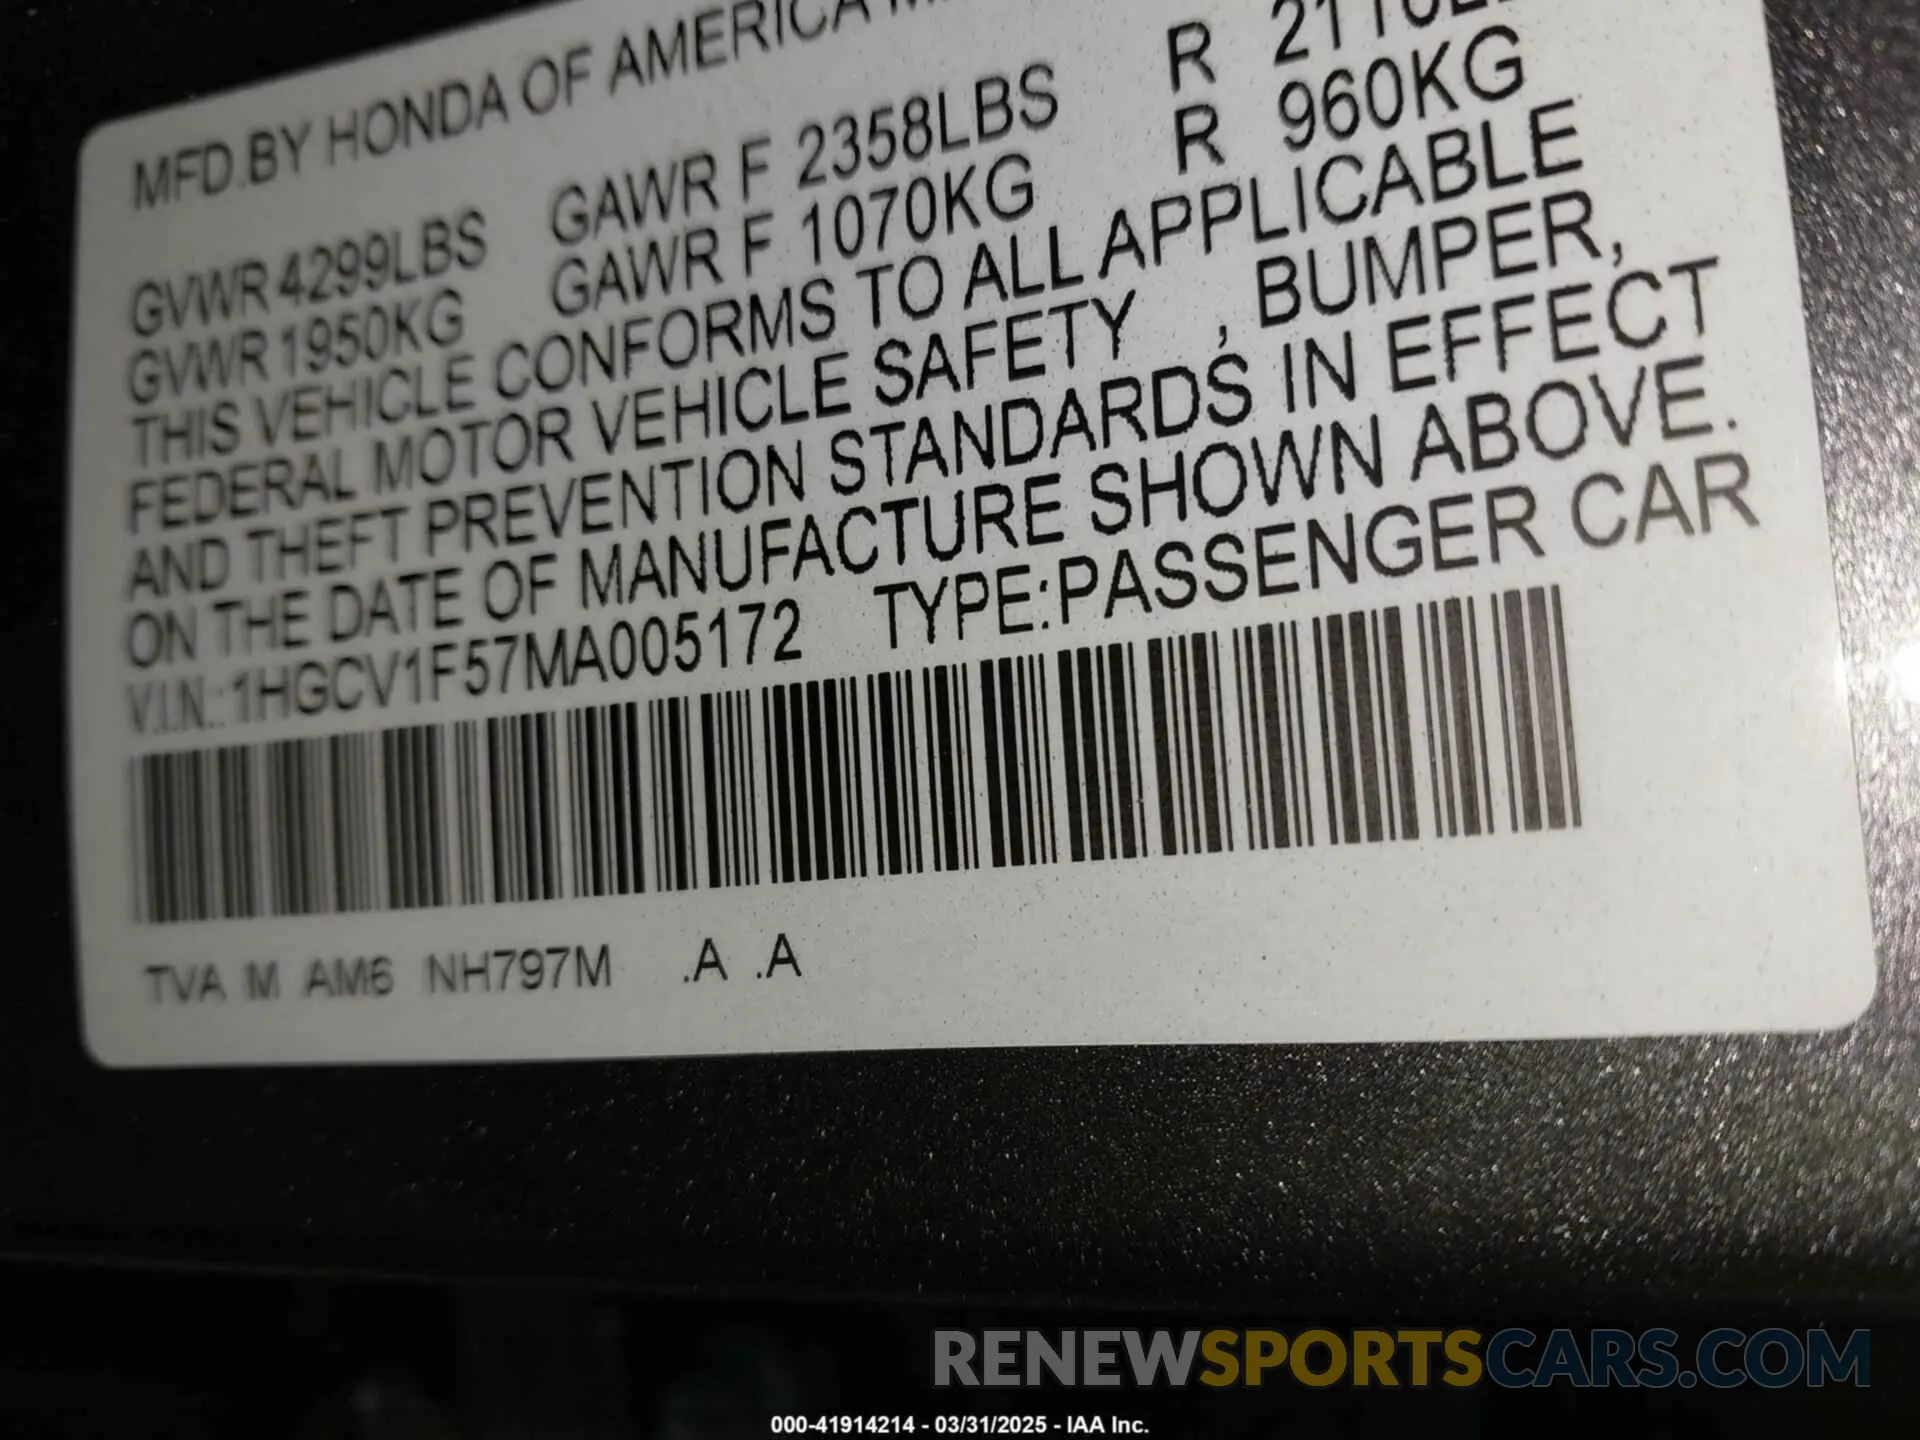 MFD.BY HONDA OF AMERICA
GVWR 4299LBS GAWR F 2358LBS R
GVWR 1950KG GAWR F 1070KG R 960KG
THIS VEHICLE CONFORMS TO ALL APPLICABLE
FEDERAL MOTOR VEHICLE SAFETY , BUMPER,
AND THEFT PREVENTION STANDARDS IN EFFECT
ON THE DATE OF MANUFACTURE SHOWN ABOVE.
V.I.N.: 1HGCV1F57MA005172 TYPE:PASSENGER CAR
TVA M AM6 NH797M .A .A
RENEWSPORTSCARS.COM
000-41914214 - 03/31/2025 - IAA Inc.